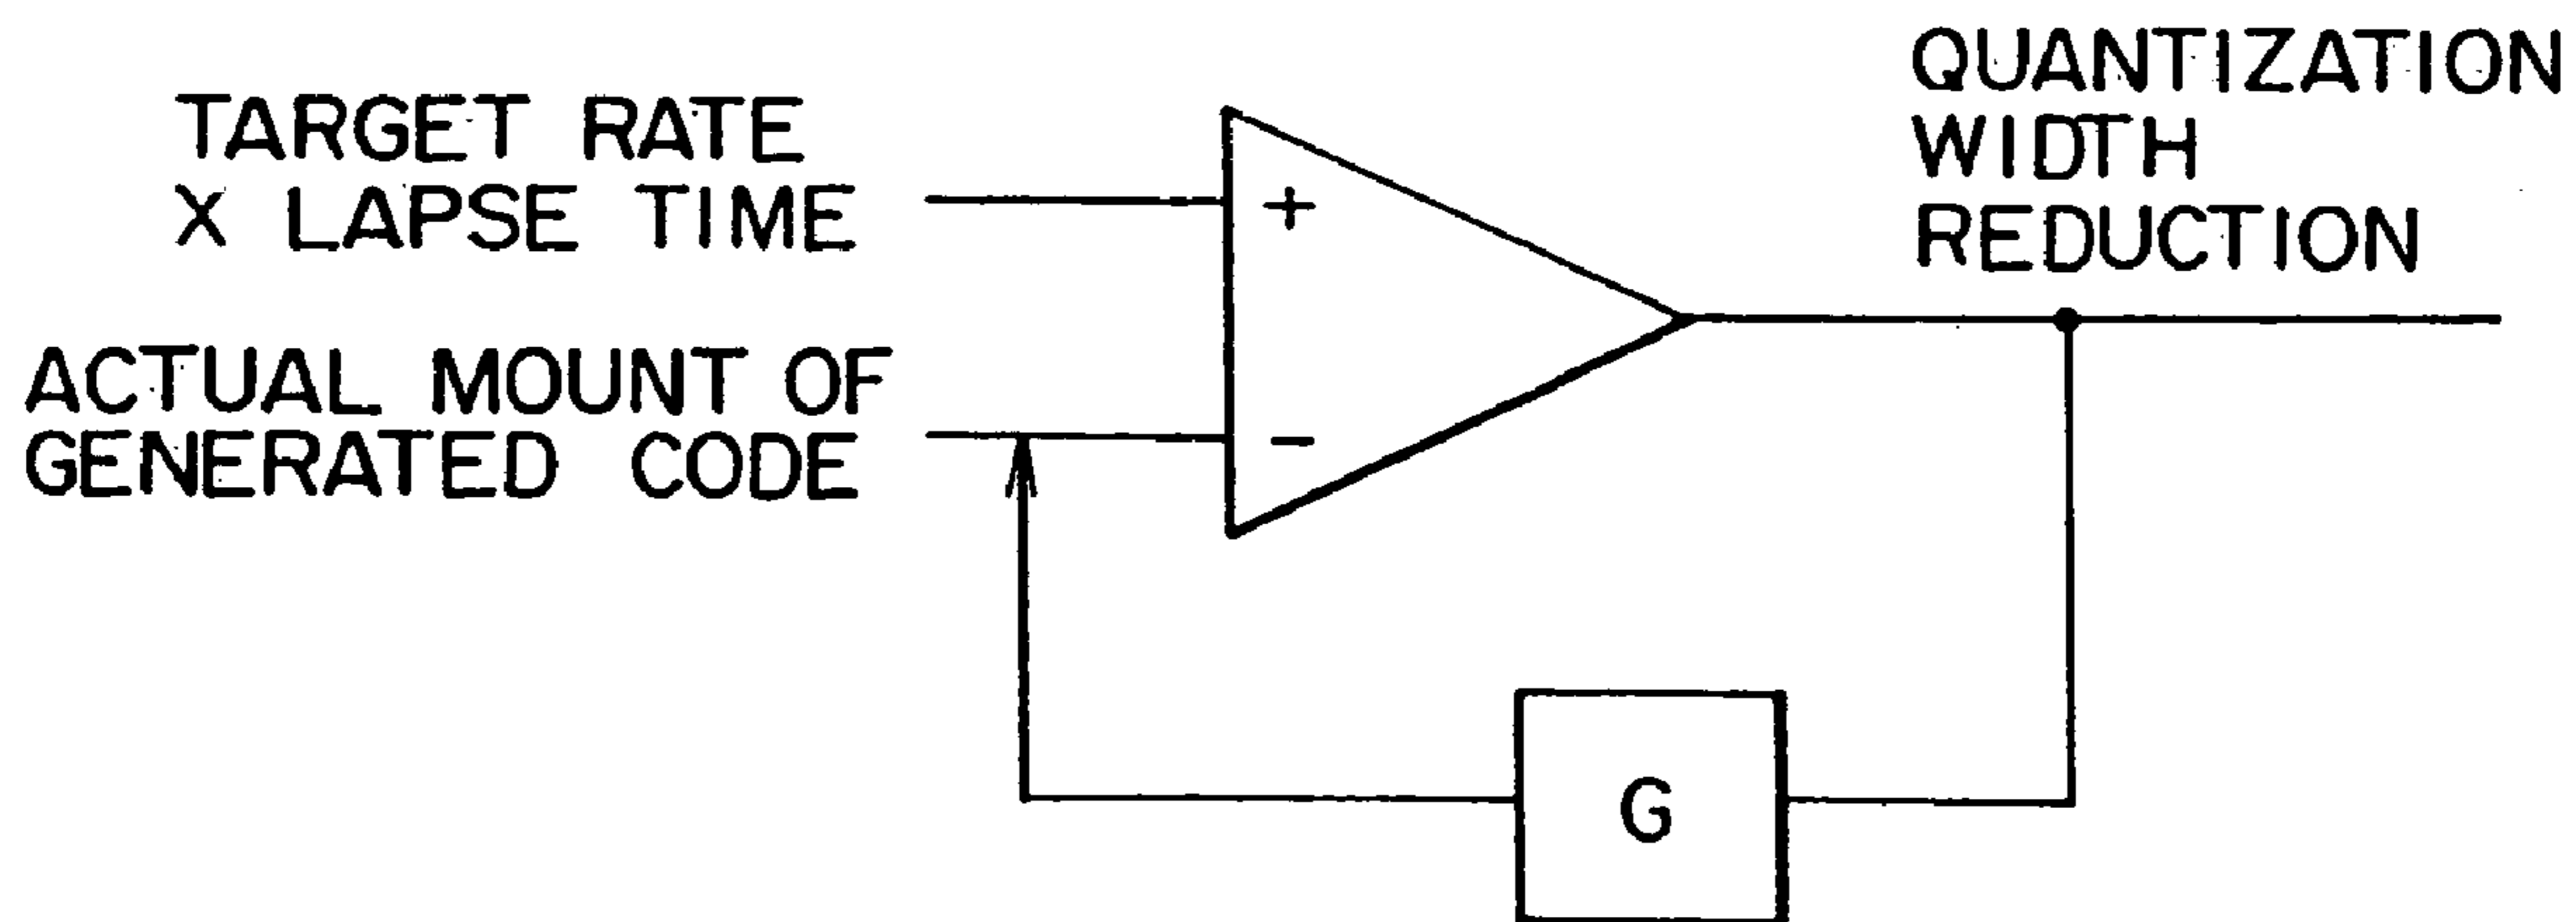 TARGET RATE
X LAPSE TIME
ACTUAL MOUNT OF
GENERATED CODE
+
-
QUANTIZATION
WIDTH
REDUCTION
G